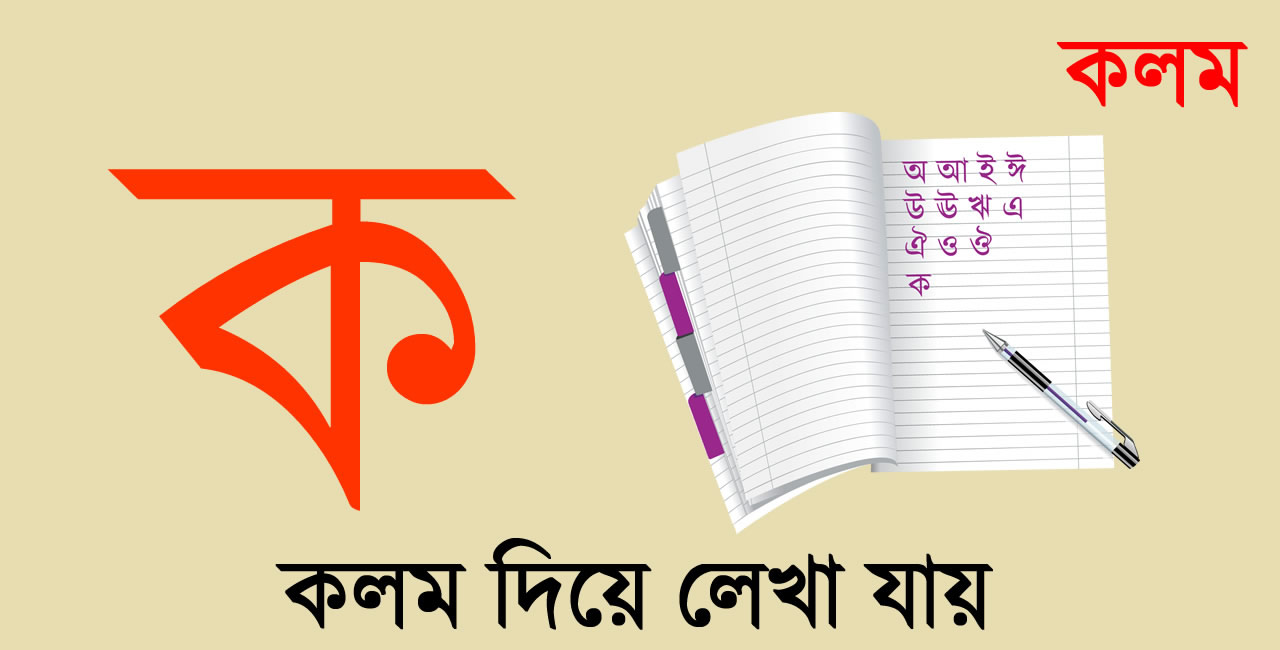 কলম
ক
অ আ ই ঈ
উ ঊ ঋ এ
ঐ ও ঔ
ক
কলম দিয়ে লেখা যায়